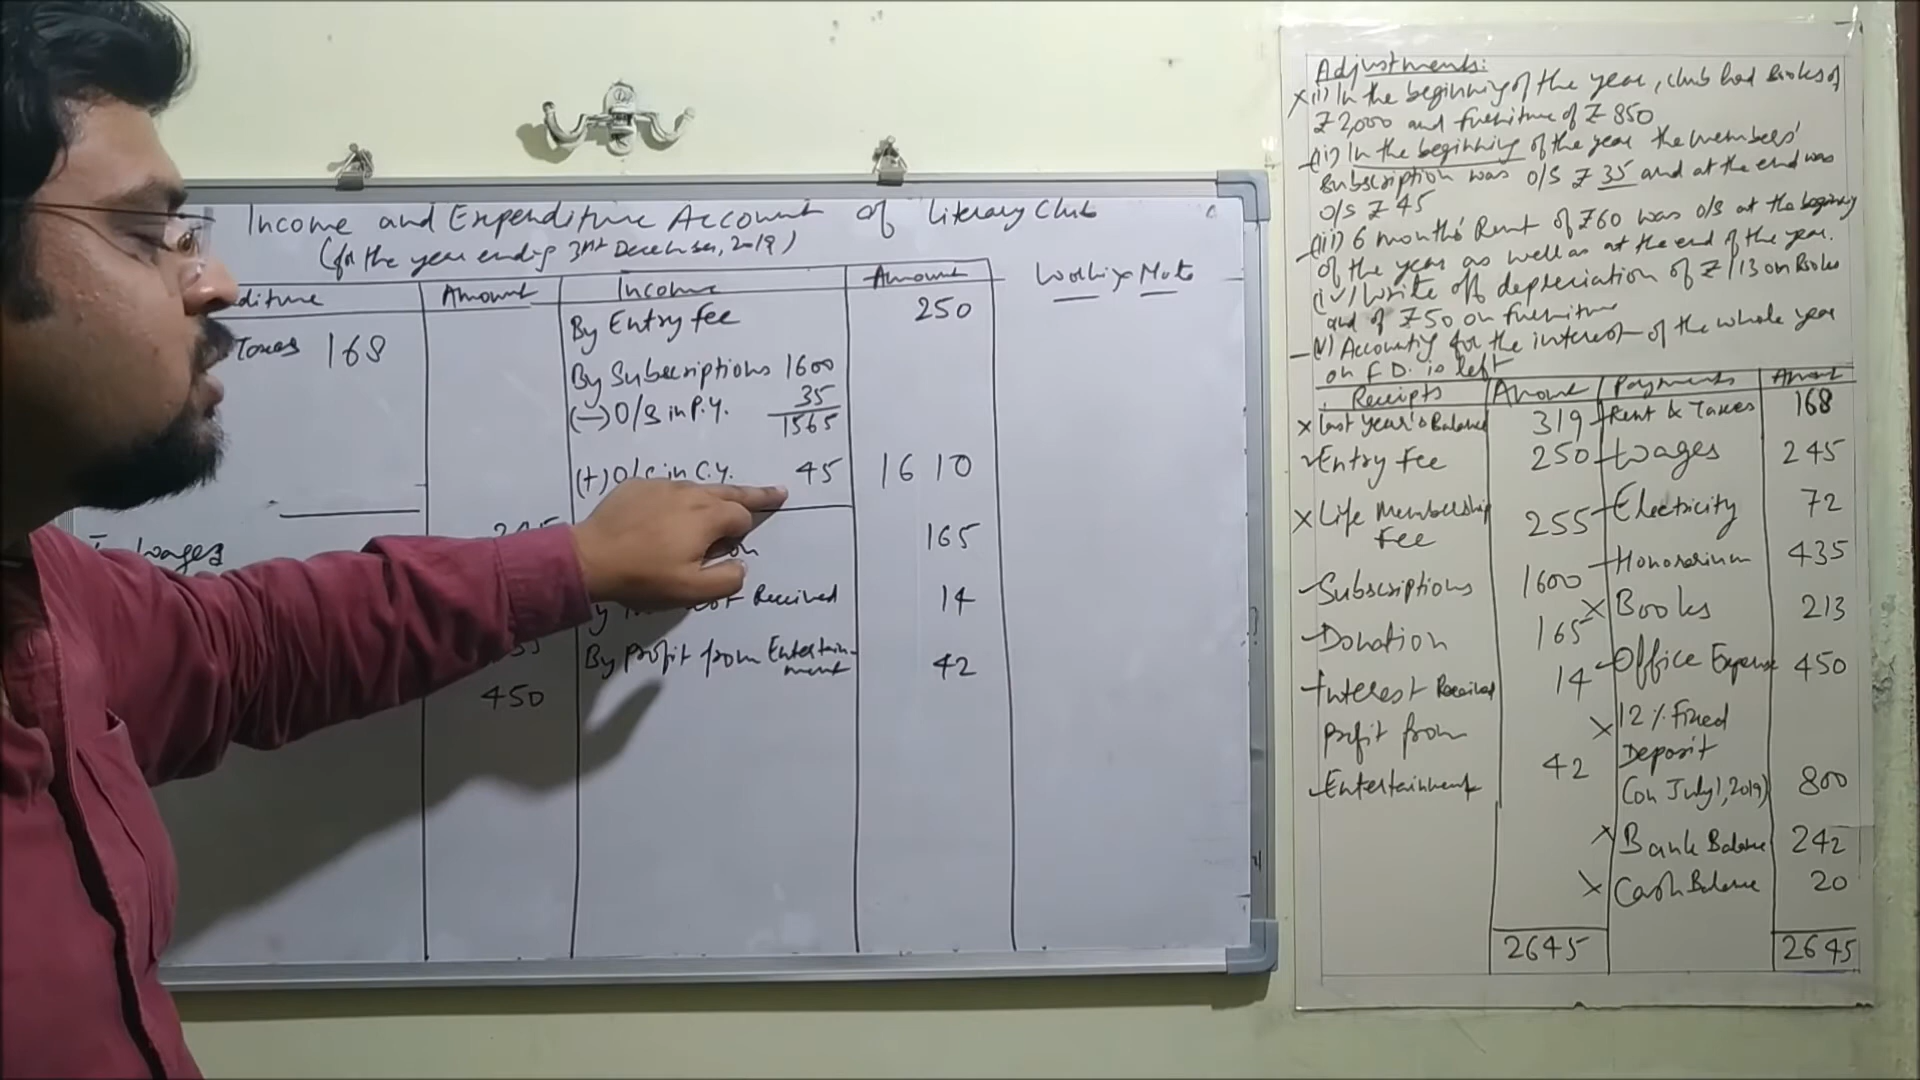 Income and Expenditure Account of Literary Club
(for the year ending 31st December, 2019)
diture Amount Income Amount
Taxes 168
By Entry fee 250
By Subscriptions 1600
(-) O/S in P.Y. 35
1565
(+) O/S in C.Y. 45 1610
Wages
165
Received 14
By Profit from Entertain-
ment 42
450
Working Note
Adjustments:
x (i) In the beginning of the year, club had Books of
₹ 2,000 and furniture of ₹ 850
(ii) In the beginning of the year the members'
subscription was O/S ₹ 35 and at the end was
O/S ₹ 45
(iii) 6 months' Rent of ₹60 was O/S at the beginning
of the year as well as at the end of the year.
(iv) Write off depreciation of ₹ 113 on Books
and of ₹50 on furniture
(v) Accounting for the interest of the whole year
on F.D. is left
Receipts Amount Payments Amount
x Last year's Balance 319 Rent & Taxes 168
Entry Fee 250 Wages 245
x Life Membership
Fee 255 Electricity 72
Subscriptions 1600 Honorarium 435
Donation 165 x Books 213
Interest Received 14 Office Expense 450
Profit from
Entertainment 42
x 12% Fixed
Deposit
(on July 1, 2019) 800
x Bank Balance 242
x Cash Balance 20
2645 2645